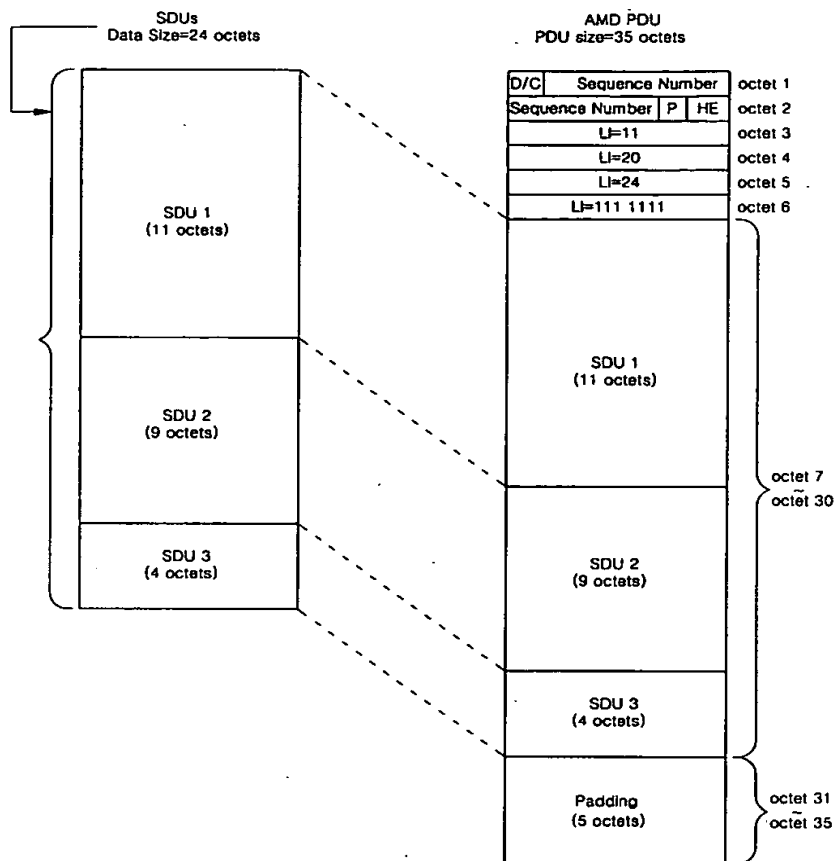 SDUs
Data Size=24 octets
AMD PDU
PDU size=35 octets
D/C Sequence Number octet 1
Sequence Number P HE octet 2
LI=11 octet 3
LI=20 octet 4
LI=24 octet 5
LI=111 1111 octet 6
SDU 1
(11 octets)
SDU 2
(9 octets)
SDU 3
(4 octets)
SDU 1
(11 octets)
SDU 2
(9 octets)
SDU 3
(4 octets)
Padding
(5 octets)
octet 7
~
octet 30
octet 31
~
octet 35